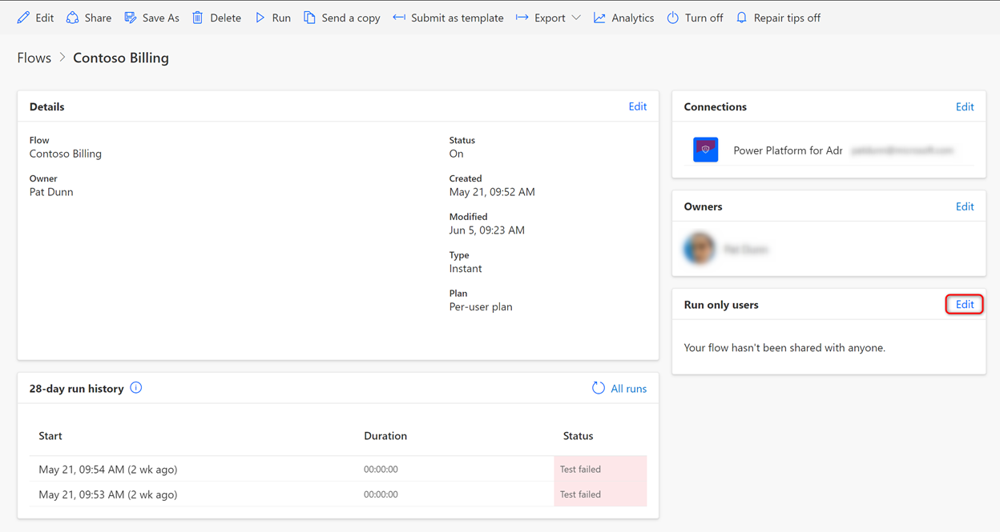 Edit Share Save As Delete Run Send a copy Submit as template Export Analytics Turn off Repair tips off
Flows > Contoso Billing
Details Edit
Flow
Contoso Billing
Owner
Pat Dunn
Status
On
Created
May 21, 09:52 AM
Modified
Jun 5, 09:23 AM
Type
Instant
Plan
Per-user plan
28-day run history All runs
Start Duration Status
May 21, 09:54 AM (2 wk ago) 00:00:00 Test failed
May 21, 09:53 AM (2 wk ago) 00:00:00 Test failed
Connections Edit
Power Platform for Adr
Owners Edit
Run only users Edit
Your flow hasn't been shared with anyone.